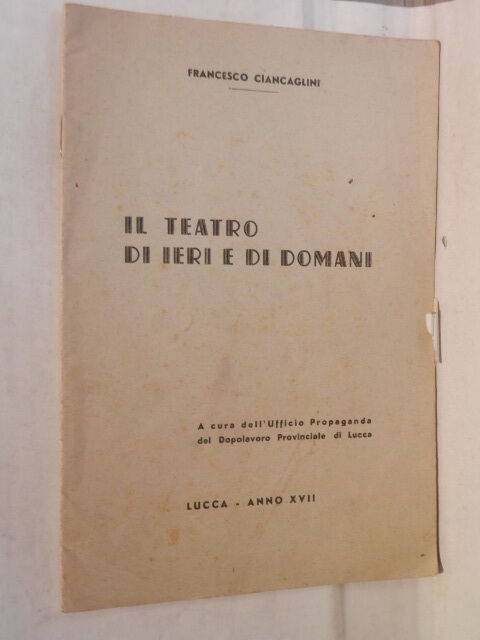 FRANCESCO CIANCAGLINI
IL TEATRO
DI IERI E DI DOMANI
A cura dell'Ufficio Propaganda
del Dopolavoro Provinciale di Lucca
LUCCA - ANNO XVII